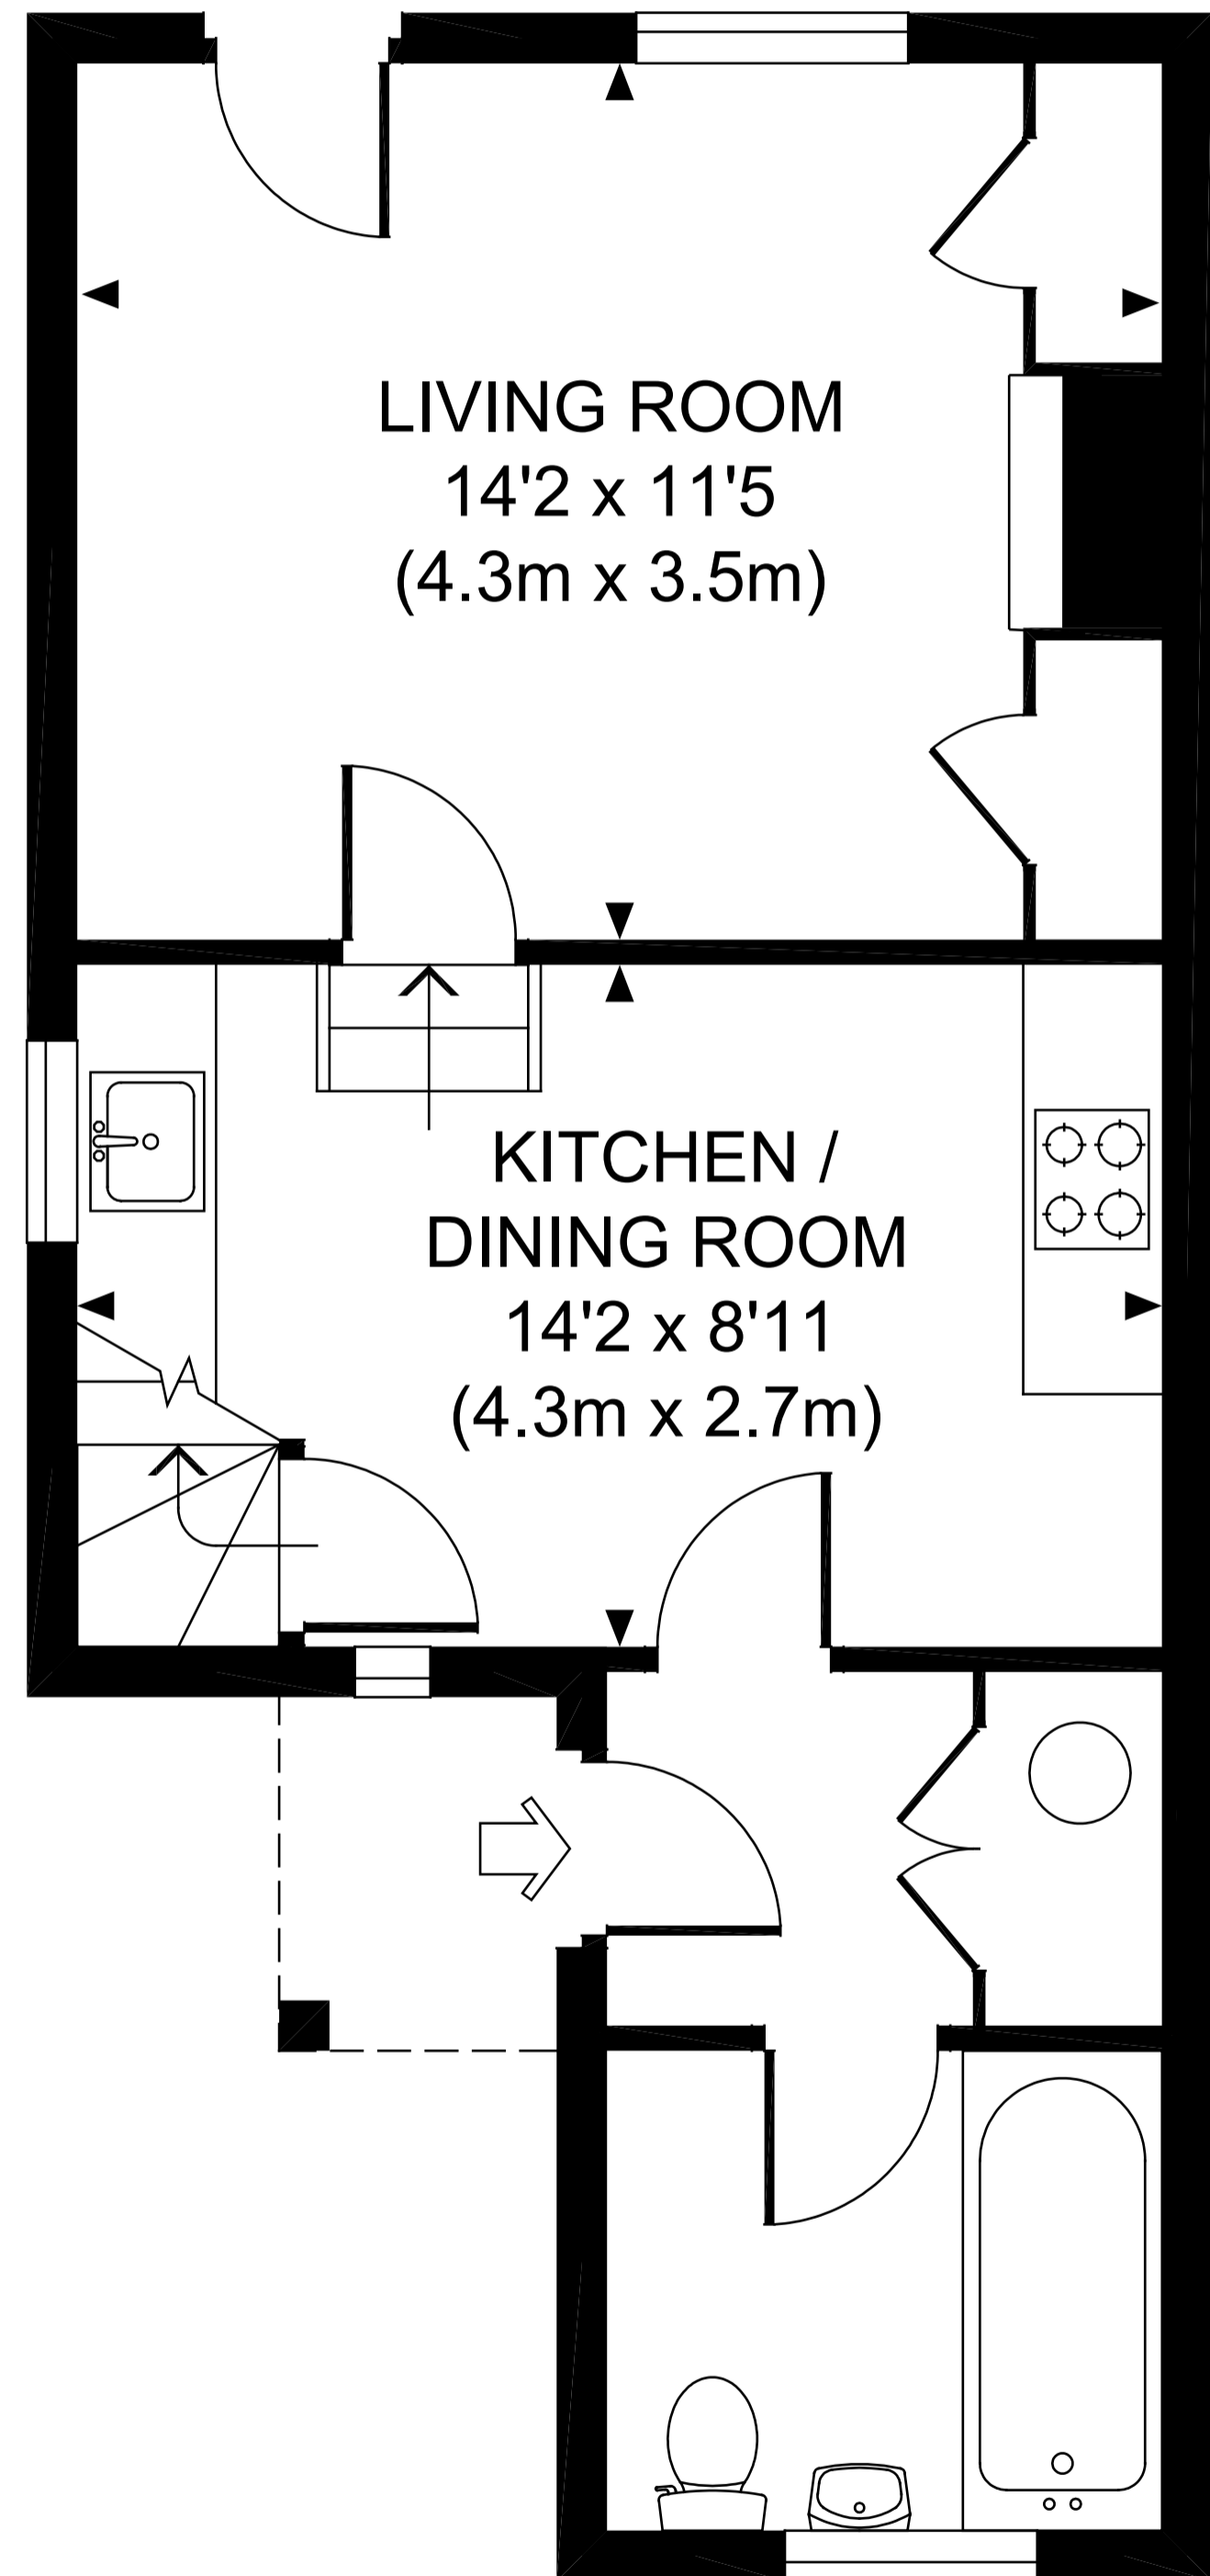 LIVING ROOM
14'2 x 11'5
(4.3m x 3.5m)
KITCHEN /
DINING ROOM
14'2 x 8'11
(4.3m x 2.7m)